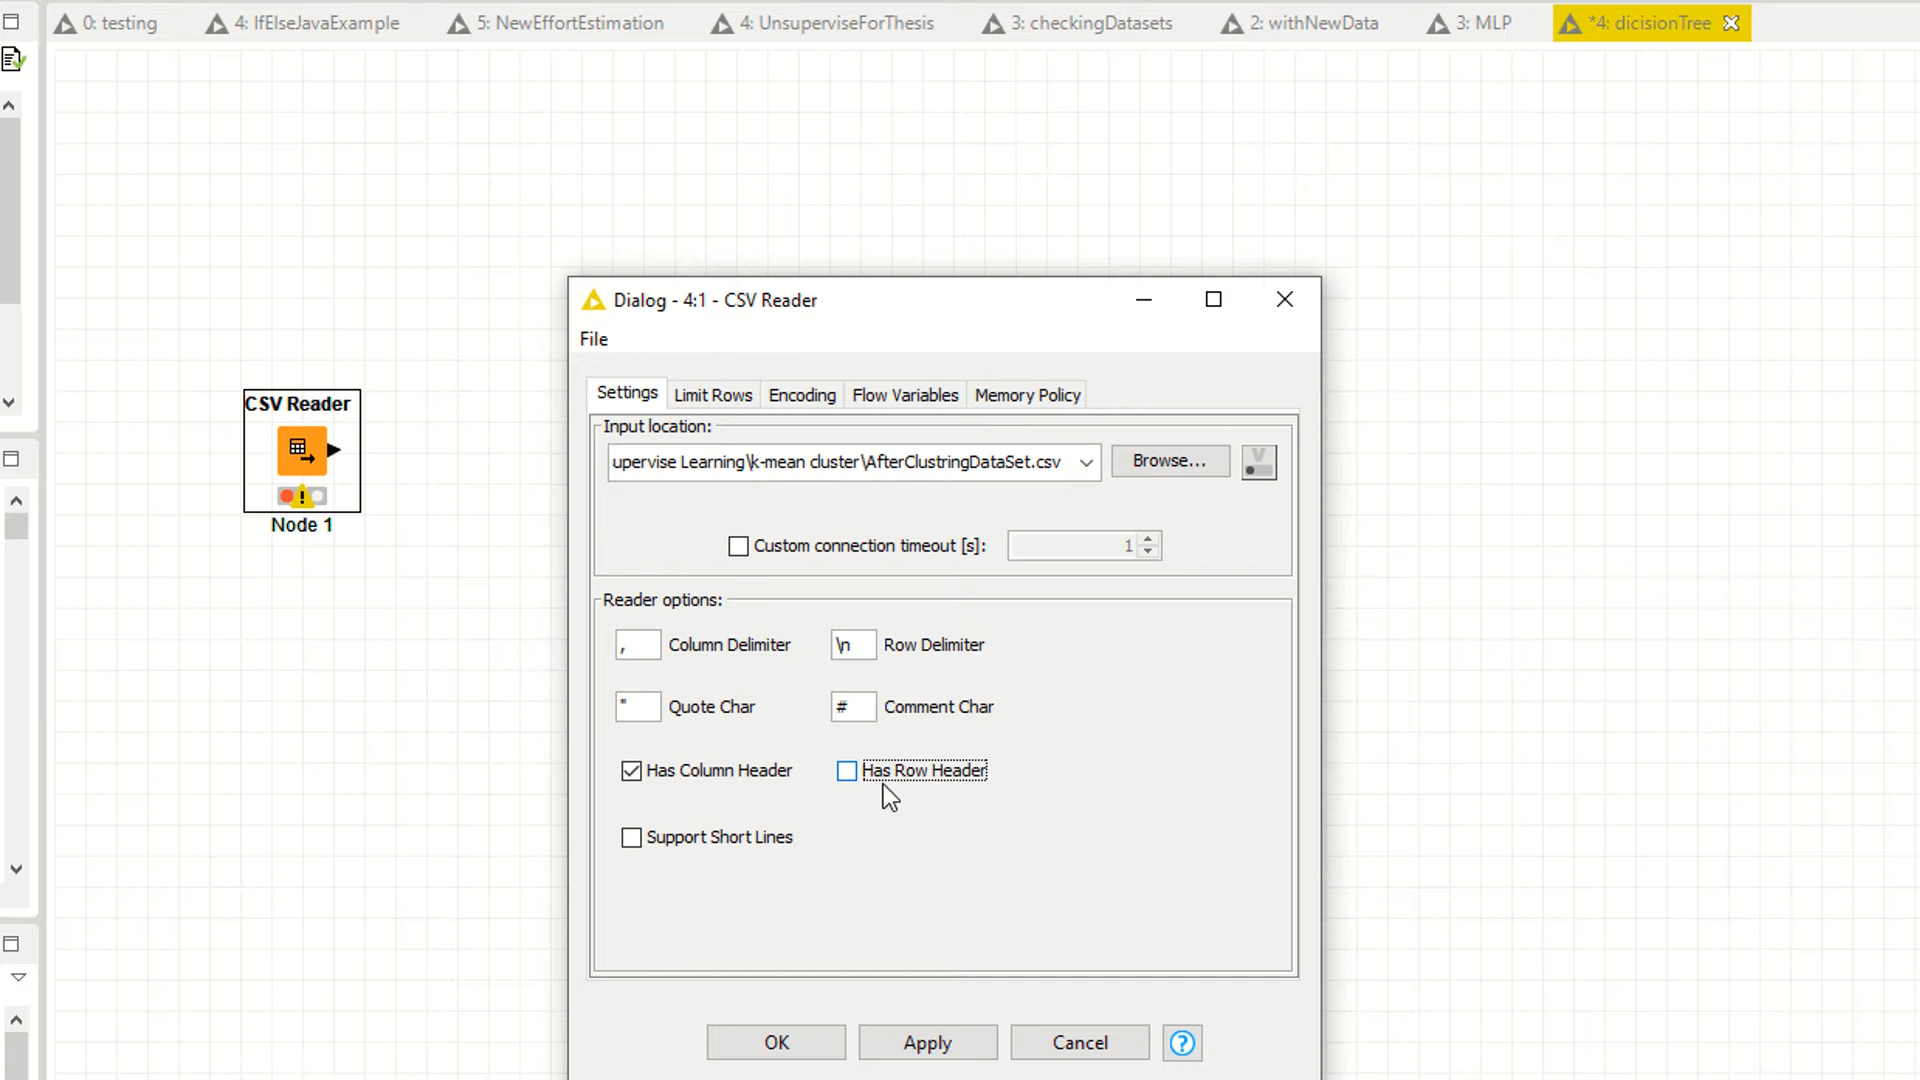 0: testing
4: IfElseJavaExample
5: NewEffortEstimation
4: UnsuperviseForThesis
3: checkingDatasets
2: withNewData
3: MLP
*4: dicisionTree
CSV Reader
Node 1
Dialog - 4:1 - CSV Reader
File
Settings
Limit Rows
Encoding
Flow Variables
Memory Policy
Input location:
upervise Learning\k-mean cluster\AfterClustringDataSet.csv
Browse...
V
Custom connection timeout [s]:
1
Reader options:
, Column Delimiter
\n Row Delimiter
" Quote Char
# Comment Char
Has Column Header
Has Row Header
Support Short Lines
OK
Apply
Cancel
?